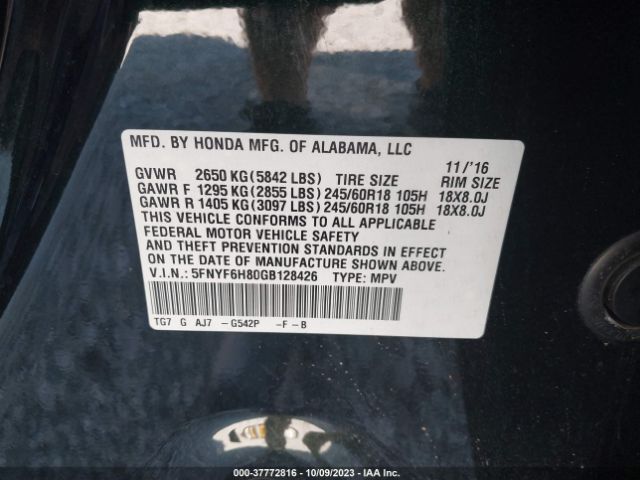 MFD. BY HONDA MFG. OF ALABAMA, LLC 11/'16
GVWR 2650 KG(5842 LBS) TIRE SIZE RIM SIZE
GAWR F 1295 KG(2855 LBS) 245/60R18 105H 18X8.0J
GAWR R 1405 KG(3097 LBS) 245/60R18 105H 18X8.0J
THIS VEHICLE CONFORMS TO ALL APPLICABLE
FEDERAL MOTOR VEHICLE SAFETY
AND THEFT PREVENTION STANDARDS IN EFFECT
ON THE DATE OF MANUFACTURE SHOWN ABOVE.
V.I.N.: 5FNYF6H80GB128426 TYPE: MPV
TG7 G AJ7 -G542P -F-B
Copart 00-37772816 - 10/09/2023 - IAA Inc.